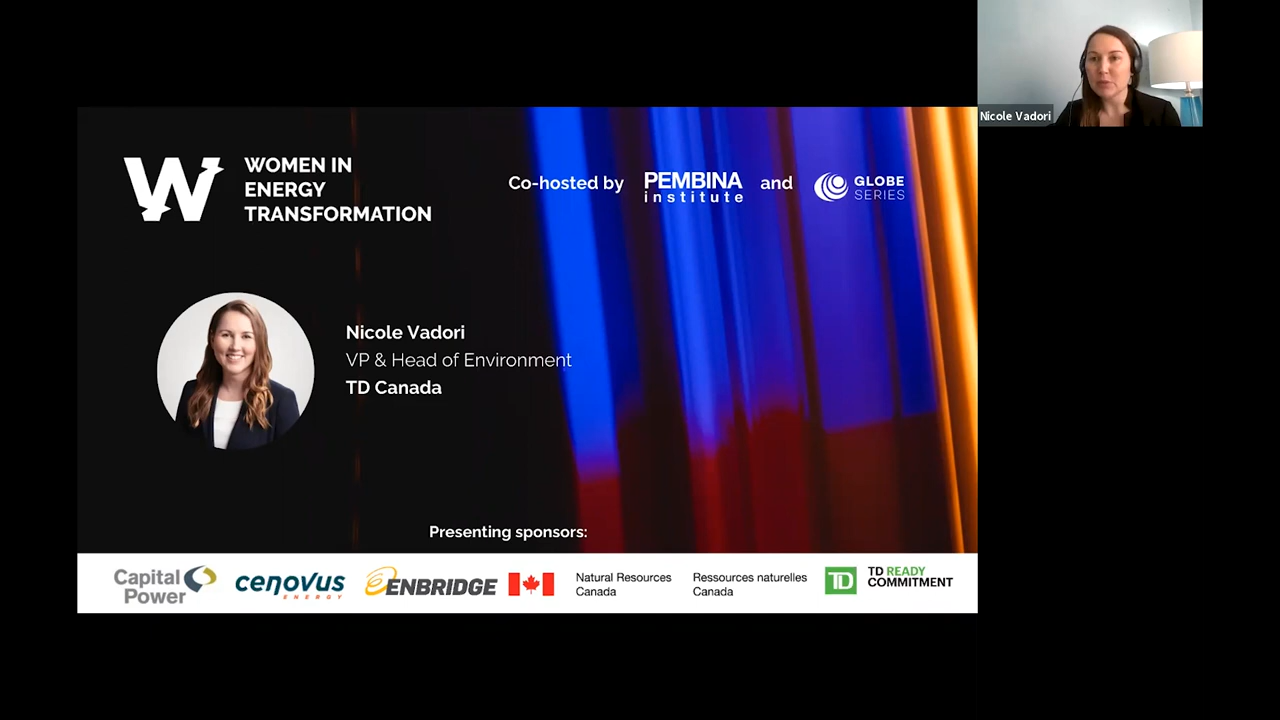 Nicole Vadori
W
WOMEN IN
ENERGY
TRANSFORMATION
Co-hosted by
PEMBINA
institute
and
GLOBE
SERIES
Nicole Vadori
VP & Head of Environment
TD Canada
Presenting sponsors:
Capital
Power
cenovus
ENERGY
ENBRIDGE
Natural Resources
Canada
Ressources naturelles
Canada
TD
TD READY
COMMITMENT